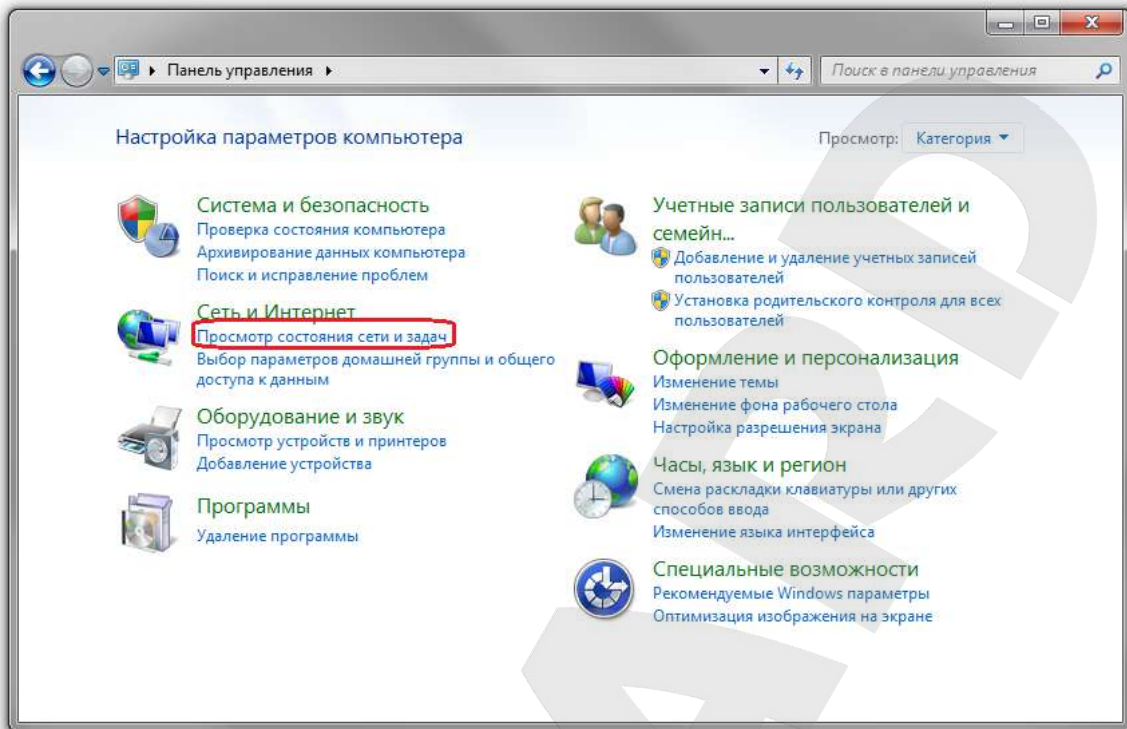 Панель управления
Поиск в панели управления
Настройка параметров компьютера
Просмотр: Категория
Система и безопасность
Проверка состояния компьютера
Архивирование данных компьютера
Поиск и исправление проблем
Сеть и Интернет
Просмотр состояния сети и задач
Выбор параметров домашней группы и общего
доступа к данным
Оборудование и звук
Просмотр устройств и принтеров
Добавление устройства
Программы
Удаление программы
Учетные записи пользователей и
семейн...
Добавление и удаление учетных записей
пользователей
Установка родительского контроля для всех
пользователей
Оформление и персонализация
Изменение темы
Изменение фона рабочего стола
Настройка разрешения экрана
Часы, язык и регион
Смена раскладки клавиатуры или других
способов ввода
Изменение языка интерфейса
Специальные возможности
Рекомендуемые Windows параметры
Оптимизация изображения на экране